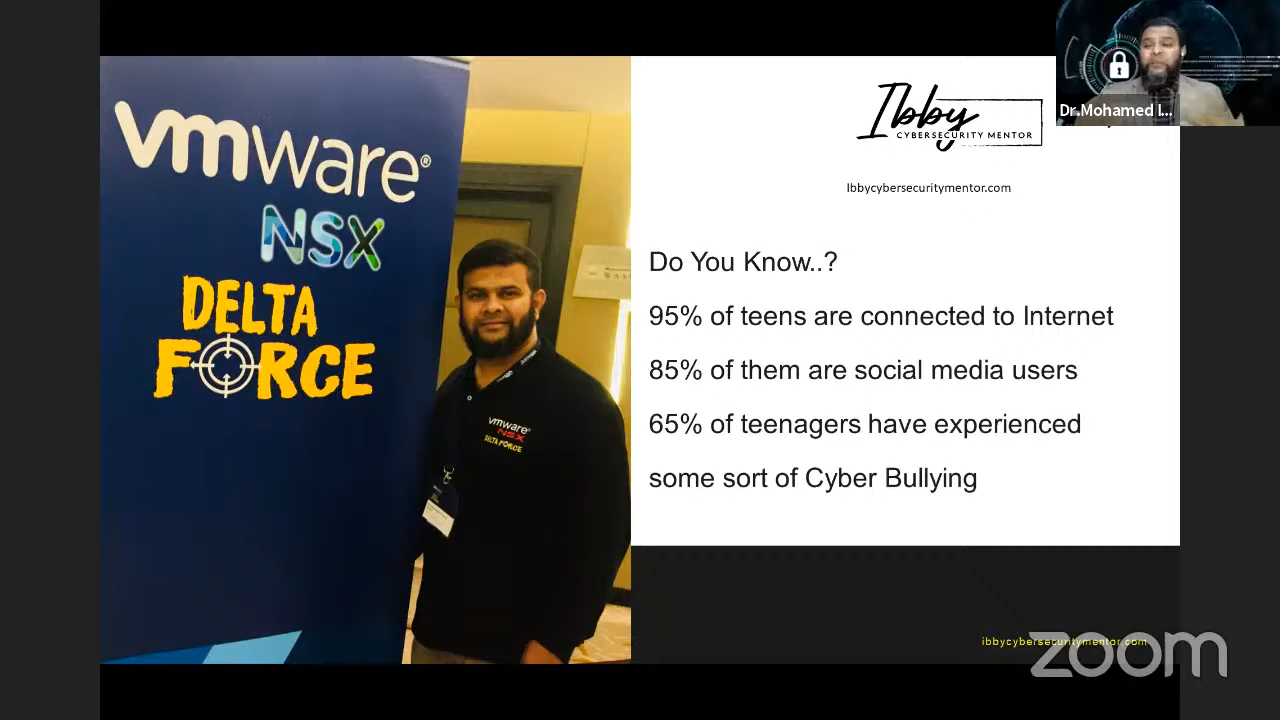 vmware®
NSX
DELTA
FORCE
vmware
NSX
DELTA FORCE
Ibby
CYBERSECURITY MENTOR
Ibbycybersecuritymentor.com
Do You Know..?
95% of teens are connected to Internet
85% of them are social media users
65% of teenagers have experienced
some sort of Cyber Bullying
Dr.Mohamed I...
ibbycybersecuritymentor.com
zoom